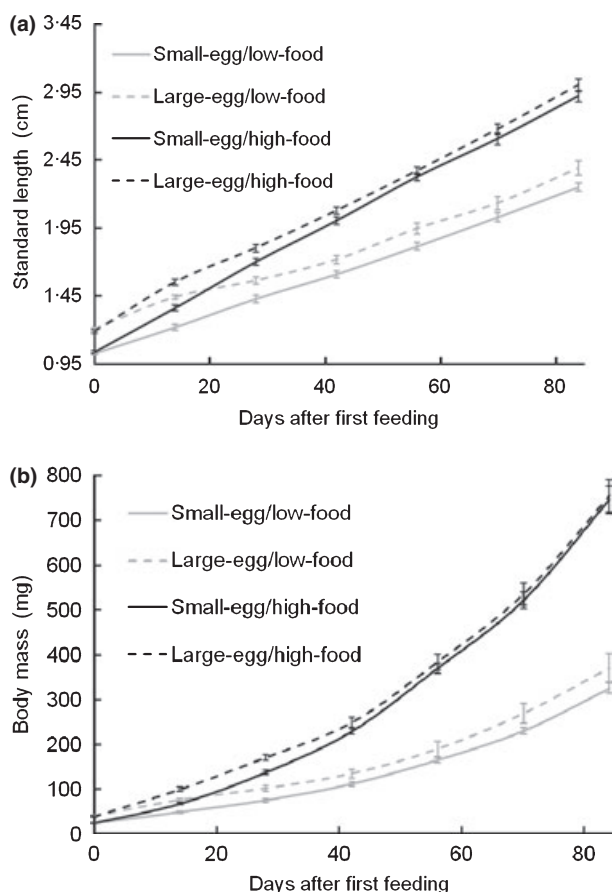 (a)
3·45
2·95
2·45
1·95
1·45
0·95
Standard length (cm)
Small-egg/low-food
Large-egg/low-food
Small-egg/high-food
Large-egg/high-food
0 20 40 60 80
Days after first feeding
(b)
800
700
600
500
400
300
200
100
0
Body mass (mg)
Small-egg/low-food
Large-egg/low-food
Small-egg/high-food
Large-egg/high-food
0 20 40 60 80
Days after first feeding